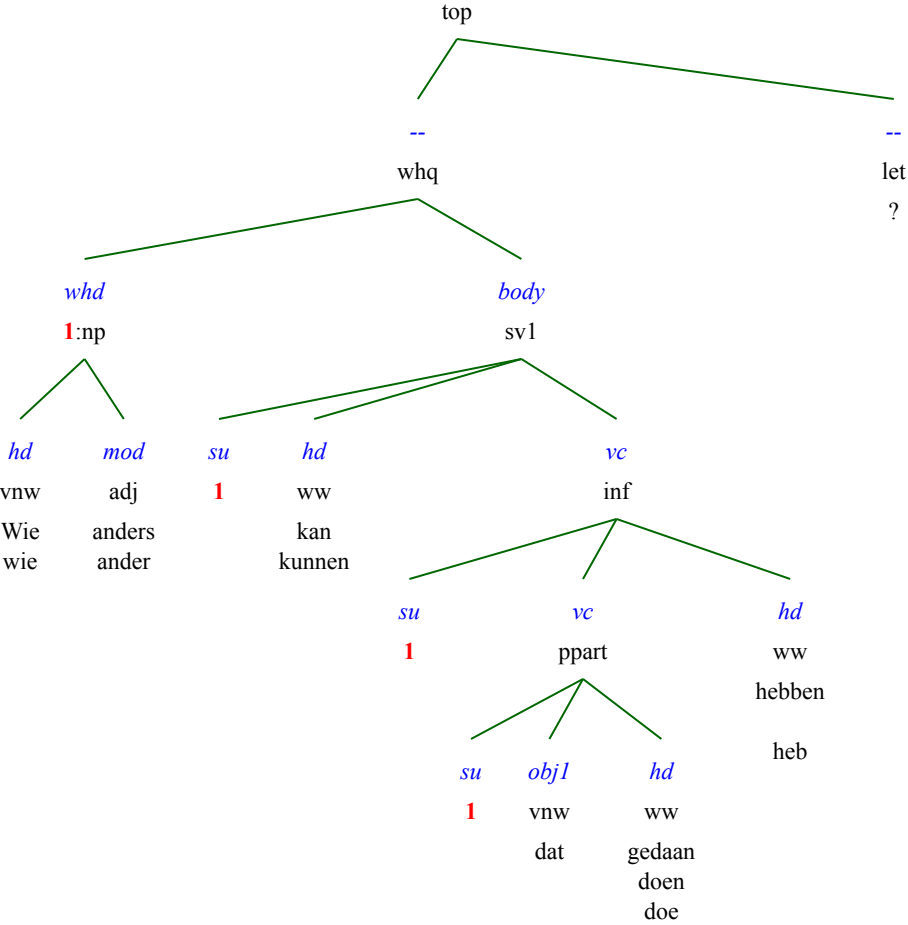 top
-- --
whq let
?
whd body
1:np sv1
hd mod su hd vc
vnw adj 1 ww inf
Wie anders kan
wie ander kunnen
su vc hd
1 ppart ww
hebben
heb
su obj1 hd
1 vnw ww
dat gedaan
doen
doe